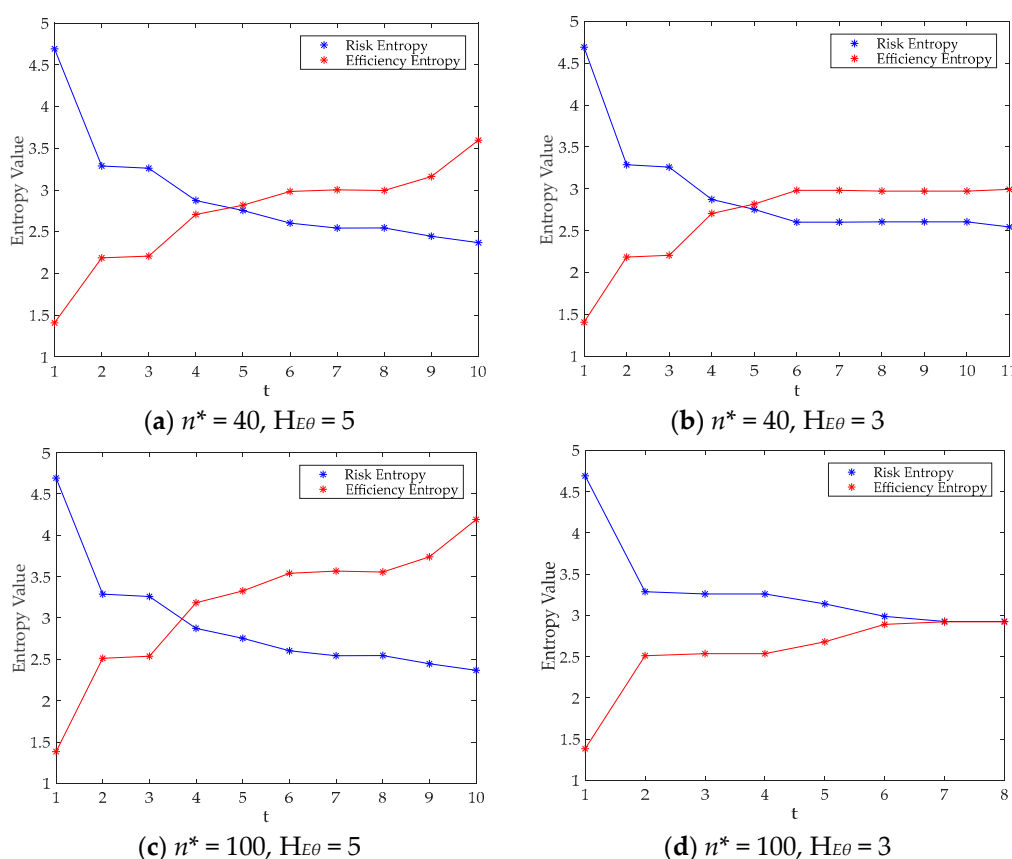 5
4.5
4
3.5
3
2.5
2
1.5
1
Entropy Value
Risk Entropy
Efficiency Entropy
1 2 3 4 5 6 7 8 9 10
t
(a) n* = 40, HEθ = 5
5
4.5
4
3.5
3
2.5
2
1.5
1
Entropy Value
Risk Entropy
Efficiency Entropy
1 2 3 4 5 6 7 8 9 10 11
t
(b) n* = 40, HEθ = 3
5
4.5
4
3.5
3
2.5
2
1.5
1
Entropy Value
Risk Entropy
Efficiency Entropy
1 2 3 4 5 6 7 8 9 10
t
(c) n* = 100, HEθ = 5
5
4.5
4
3.5
3
2.5
2
1.5
1
Entropy Value
Risk Entropy
Efficiency Entropy
1 2 3 4 5 6 7 8
t
(d) n* = 100, HEθ = 3